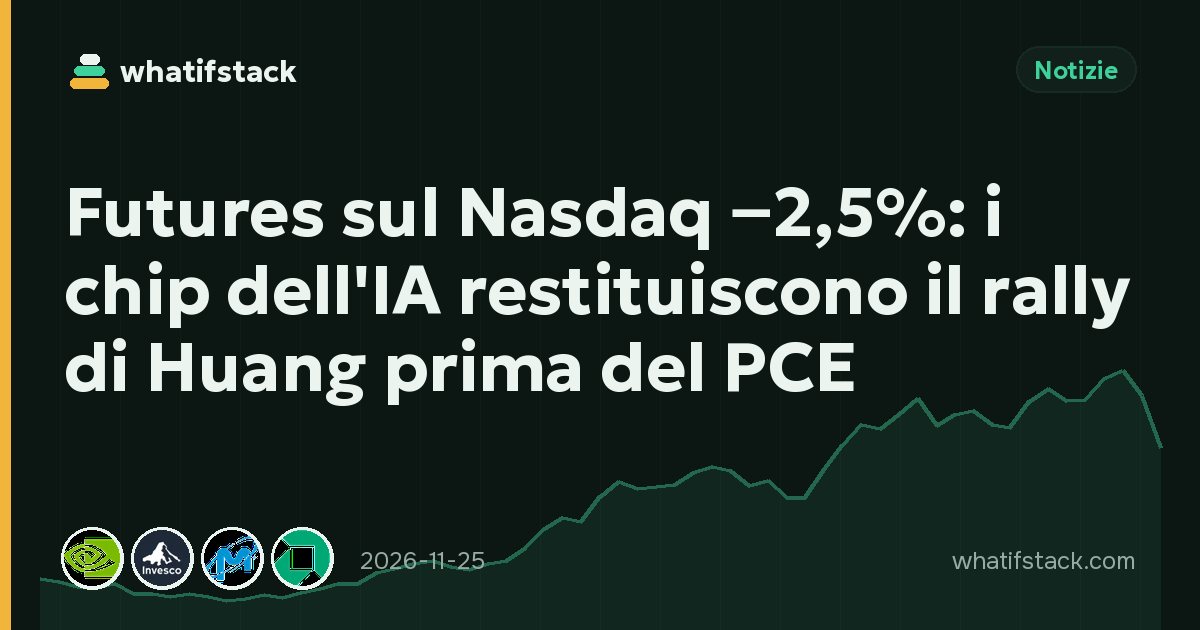 whatifstack
Notizie
Futures sul Nasdaq −2,5%: i
chip dell'IA restituiscono il rally
di Huang prima del PCE
Invesco
2026-11-25
whatifstack.com